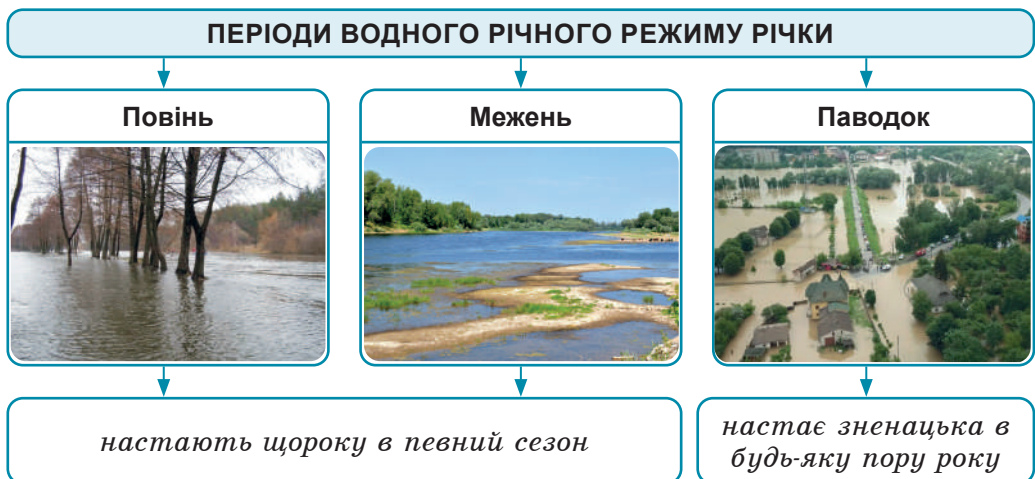 ПЕРІОДИ ВОДНОГО РІЧНОГО РЕЖИМУ РІЧКИ
Повінь
Межень
Паводок
настають щороку в певний сезон
настає зненацька в
будь-яку пору року